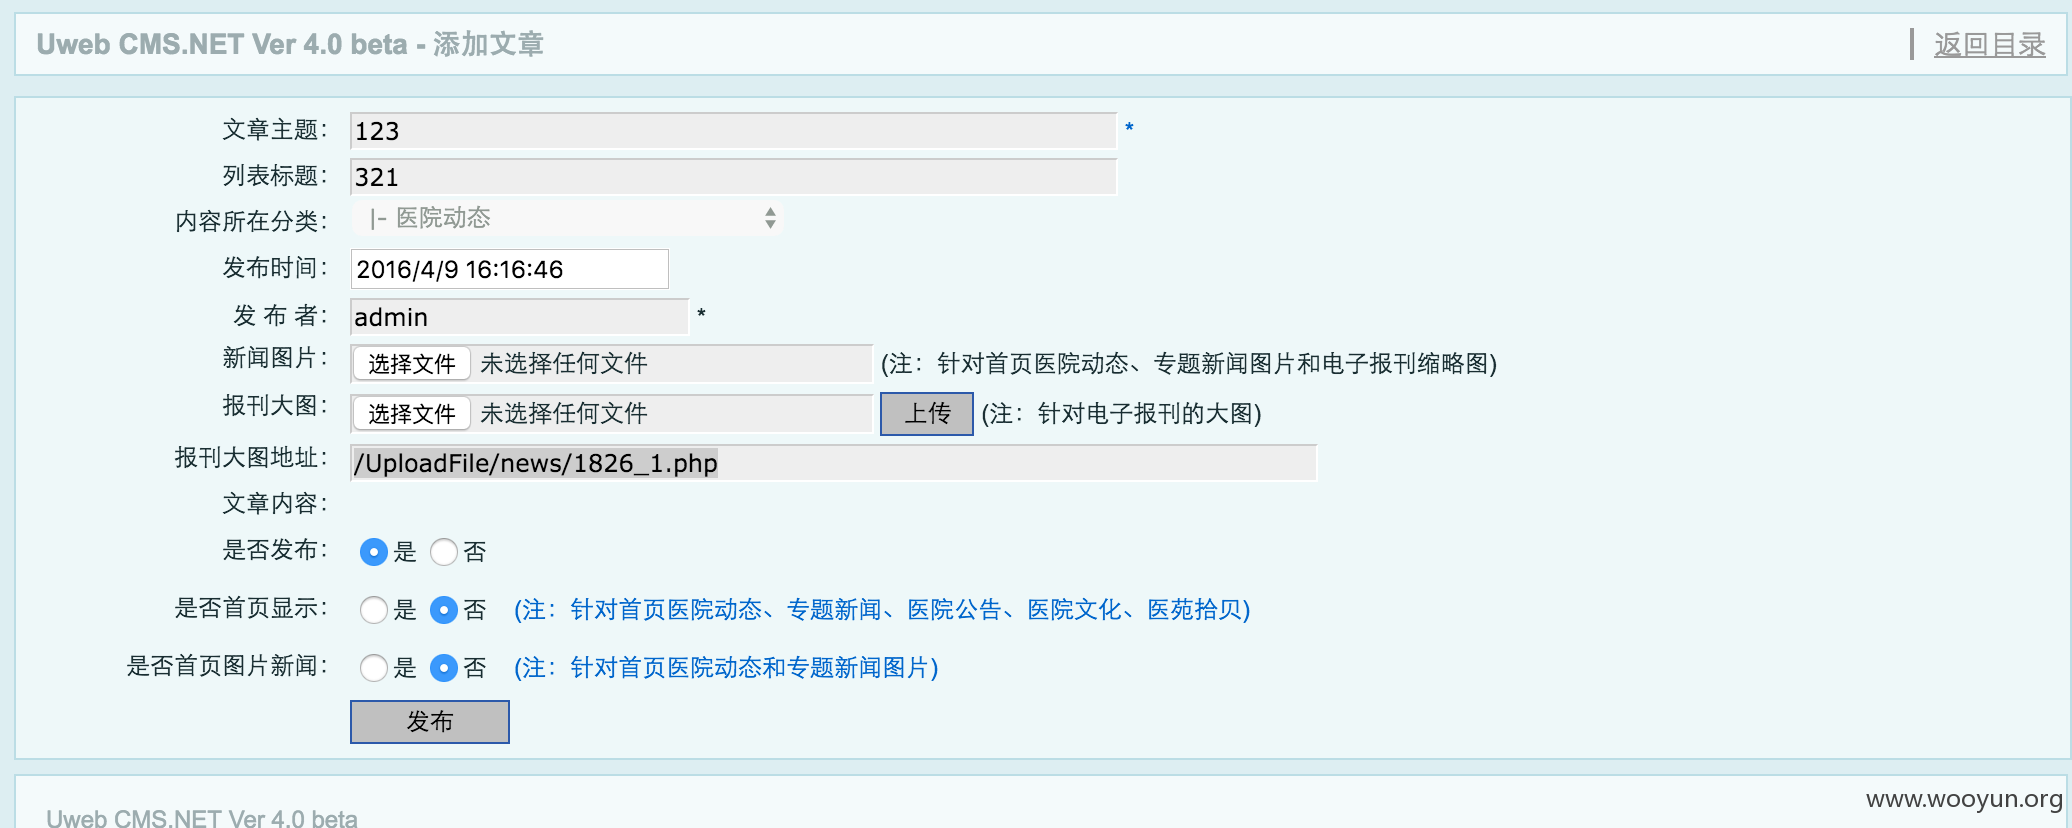 Uweb CMS.NET Ver 4.0 beta - 添加文章
返回目录
文章主题： 123 *
列表标题： 321
内容所在分类： |- 医院动态
发布时间： 2016/4/9 16:16:46
发 布 者： admin *
新闻图片： 选择文件 未选择任何文件 (注：针对首页医院动态、专题新闻图片和电子报刊缩略图)
报刊大图： 选择文件 未选择任何文件 上传 (注：针对电子报刊的大图)
报刊大图地址： /UploadFile/news/1826_1.php
文章内容：
是否发布： 是 否
是否首页显示： 是 否 (注：针对首页医院动态、专题新闻、医院公告、医院文化、医苑拾贝)
是否首页图片新闻： 是 否 (注：针对首页医院动态和专题新闻图片)
发布
www.wooyun.org
Uweb CMS.NET Ver 4.0 beta